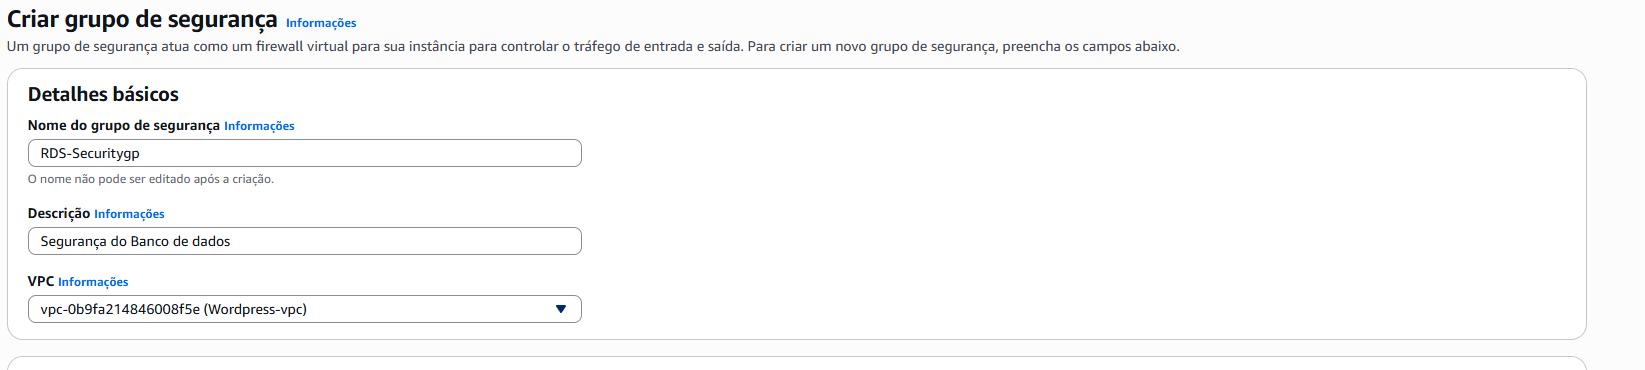 Criar grupo de segurança Informações
Um grupo de segurança atua como um firewall virtual para sua instância para controlar o tráfego de entrada e saída. Para criar um novo grupo de segurança, preencha os campos abaixo.
Detalhes básicos
Nome do grupo de segurança Informações
RDS-Securitygp
O nome não pode ser editado após a criação.
Descrição Informações
Segurança do Banco de dados
VPC Informações
vpc-0b9fa214846008f5e (Wordpress-vpc)